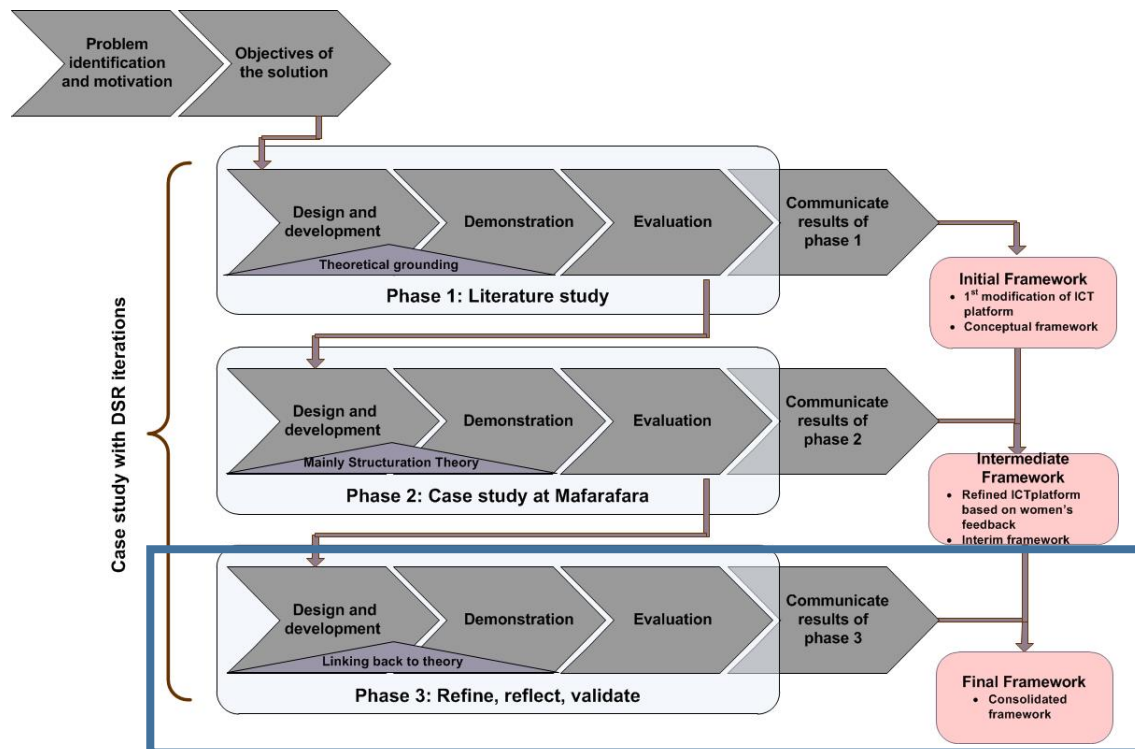 Problem
identification
and motivation
Objectives of
the solution
Case study with DSR iterations
Design and
development
Demonstration
Evaluation
Communicate
results of
phase 1
Theoretical grounding
Phase 1: Literature study
Initial Framework
• 1st modification of ICT
platform
• Conceptual framework
Design and
development
Demonstration
Evaluation
Communicate
results of
phase 2
Mainly Structuration Theory
Phase 2: Case study at Mafarafara
Intermediate
Framework
• Refined ICTplatform
based on women's
feedback
• Interim framework
Design and
development
Demonstration
Evaluation
Communicate
results of
phase 3
Linking back to theory
Phase 3: Refine, reflect, validate
Final Framework
• Consolidated
framework